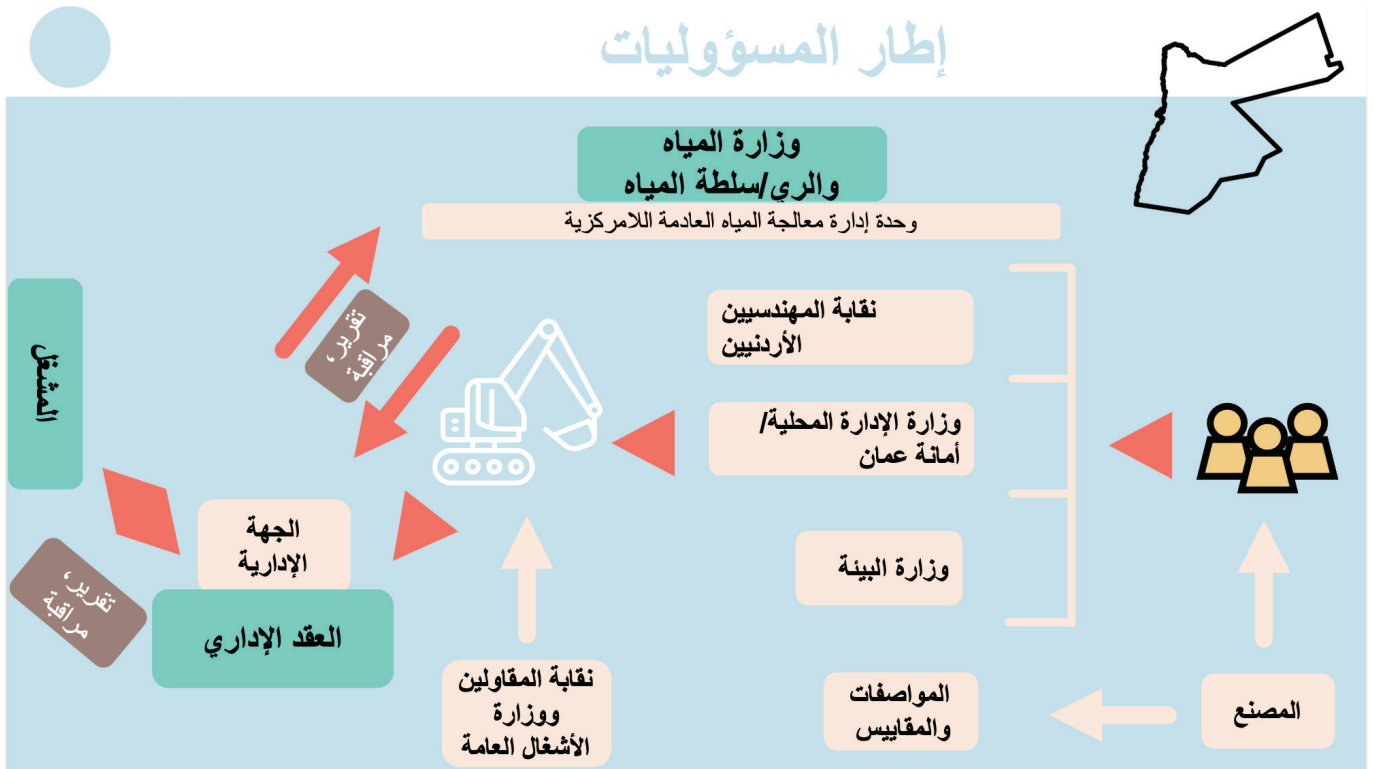 إطار المسؤوليات
وزارة المياه
والري/سلطة المياه
وحدة إدارة معالجة المياه العادمة اللامركزية
نقابة المهندسيين
الأردنيين
وزارة الإدارة المحلية/
أمانة عمان
وزارة البيئة
المواصفات
والمقاييس
المصنع
نقابة المقاولين
ووزارة
الأشغال العامة
تقرير،
مراقبة
الجهة
الإدارية
العقد الإداري
المشغل
تقرير،
مراقبة